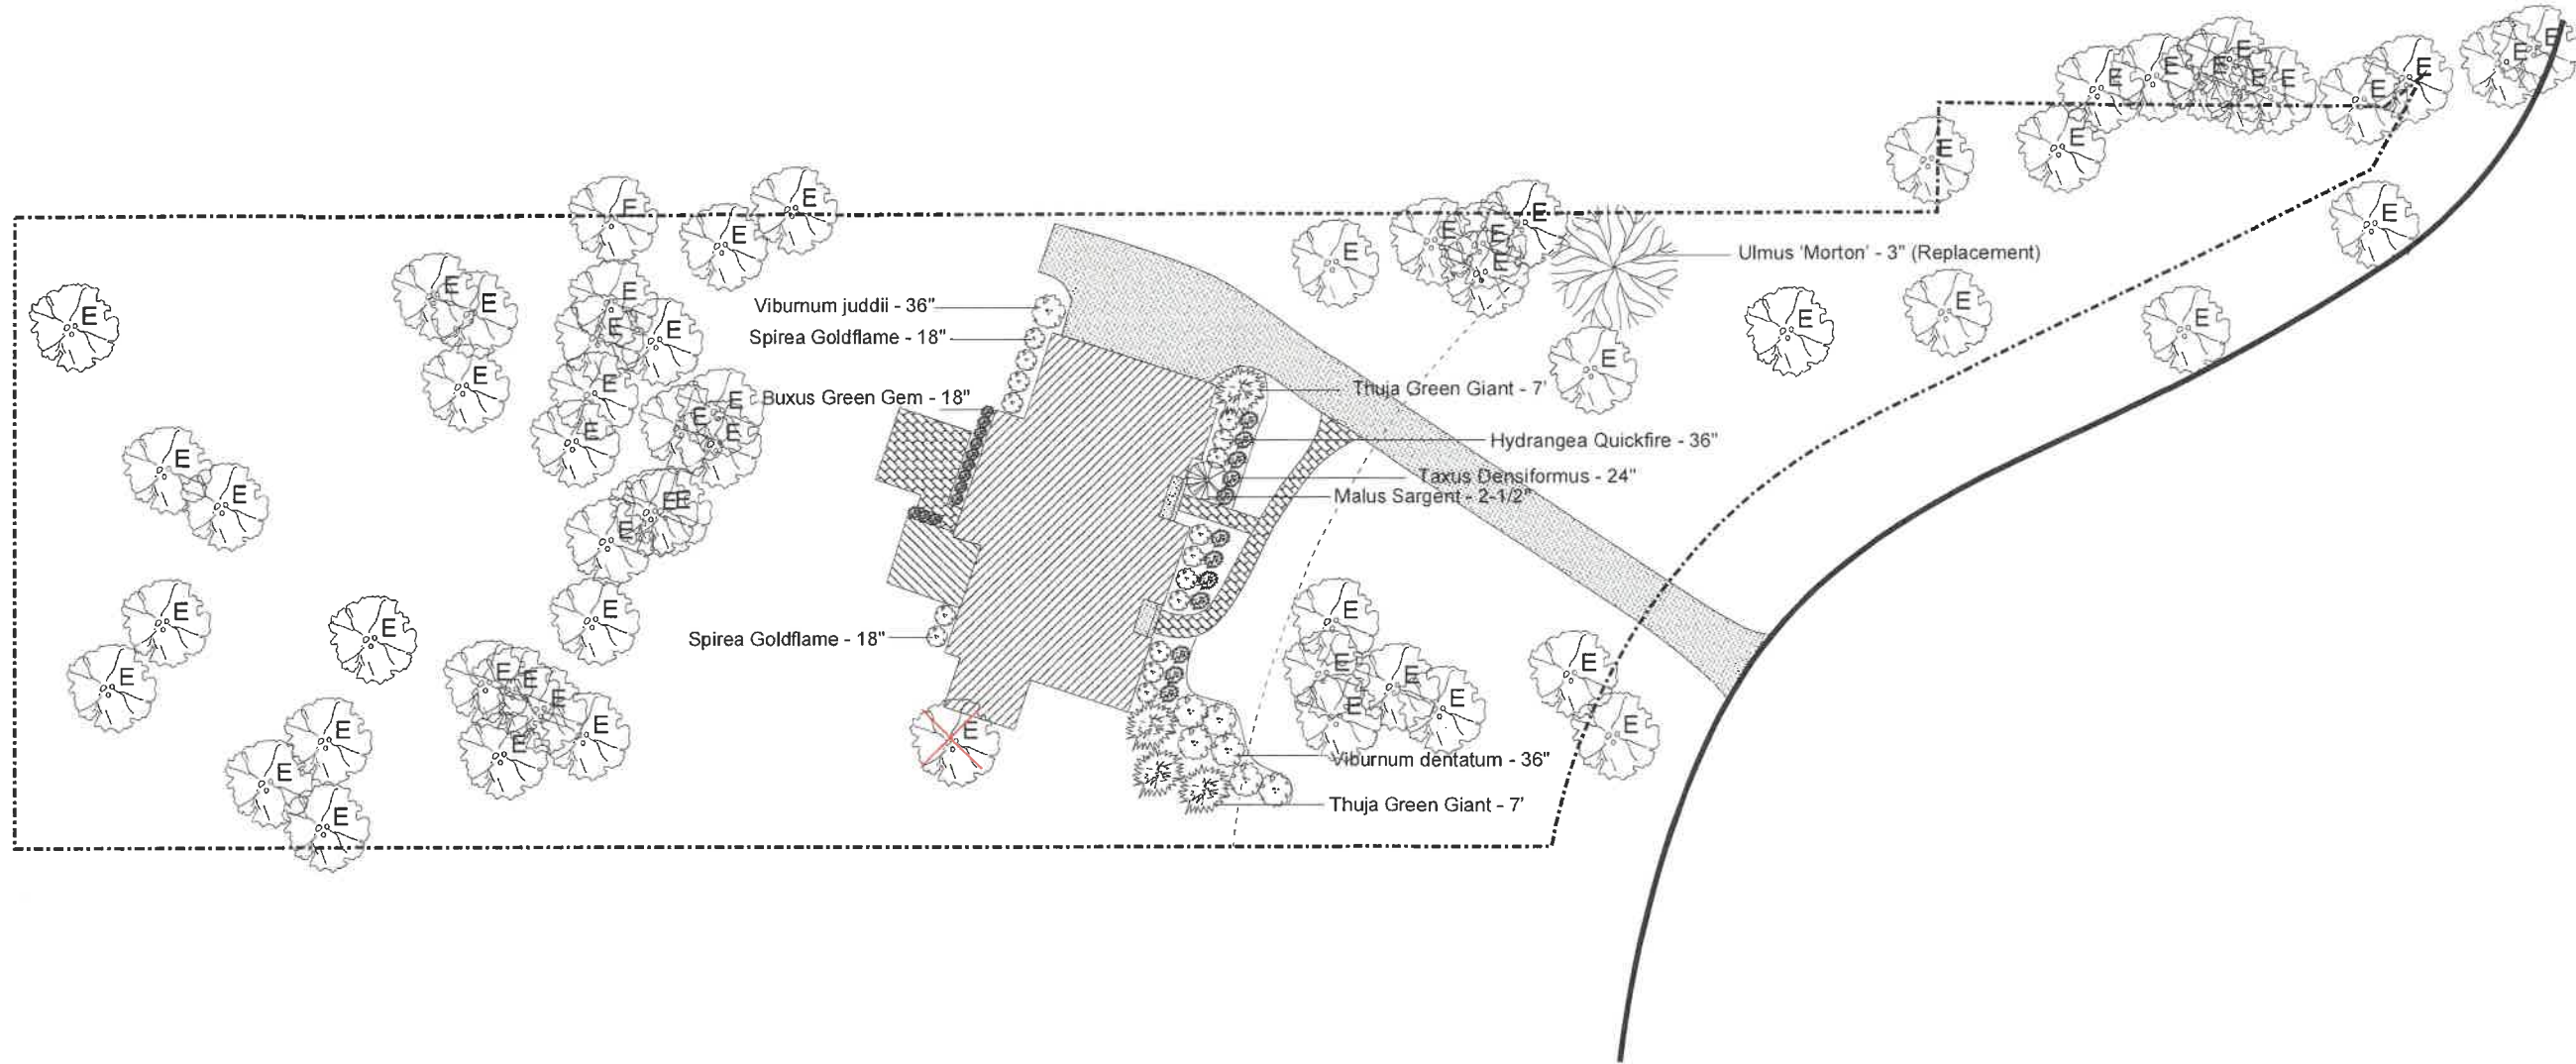 E E
E E E E E E
E E
E
E
E E E
E E E
E E
Ulmus 'Morton' - 3" (Replacement)
E E E E
Viburnum juddii - 36"
E E E
Spirea Goldflame - 18"
E
E
E E
Thuja Green Giant - 7'
Buxus Green Gem - 18"
E E
E E
Hydrangea Quickfire - 36"
E
Taxus Densiformus - 24"
Malus Sargent - 2-1/2"
E EE
E
E E
E E
Spirea Goldflame - 18"
E
E E E
E E E
E E E
E E
E E E
E
Viburnum dentatum - 36"
E
Thuja Green Giant - 7'
E